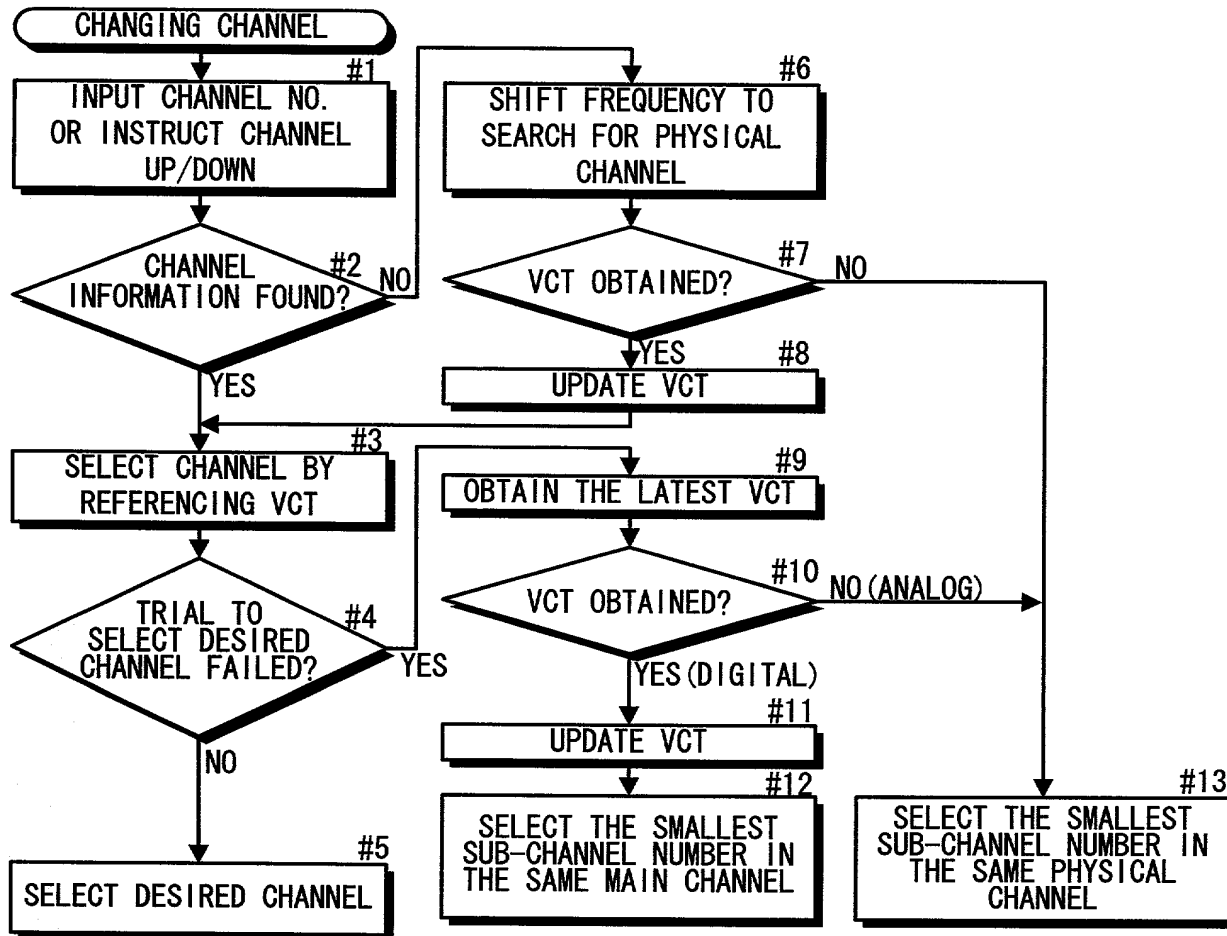 CHANGING CHANNEL
#1
INPUT CHANNEL NO.
OR INSTRUCT CHANNEL
UP/DOWN
#2
CHANNEL
INFORMATION FOUND?
NO
YES
#3
SELECT CHANNEL BY
REFERENCING VCT
#4
TRIAL TO
SELECT DESIRED
CHANNEL FAILED?
YES
NO
#5
SELECT DESIRED CHANNEL
#6
SHIFT FREQUENCY TO
SEARCH FOR PHYSICAL
CHANNEL
#7
VCT OBTAINED?
NO
YES
#8
UPDATE VCT
#9
OBTAIN THE LATEST VCT
#10
VCT OBTAINED?
NO(ANALOG)
YES(DIGITAL)
#11
UPDATE VCT
#12
SELECT THE SMALLEST
SUB-CHANNEL NUMBER IN
THE SAME MAIN CHANNEL
#13
SELECT THE SMALLEST
SUB-CHANNEL NUMBER IN
THE SAME PHYSICAL
CHANNEL